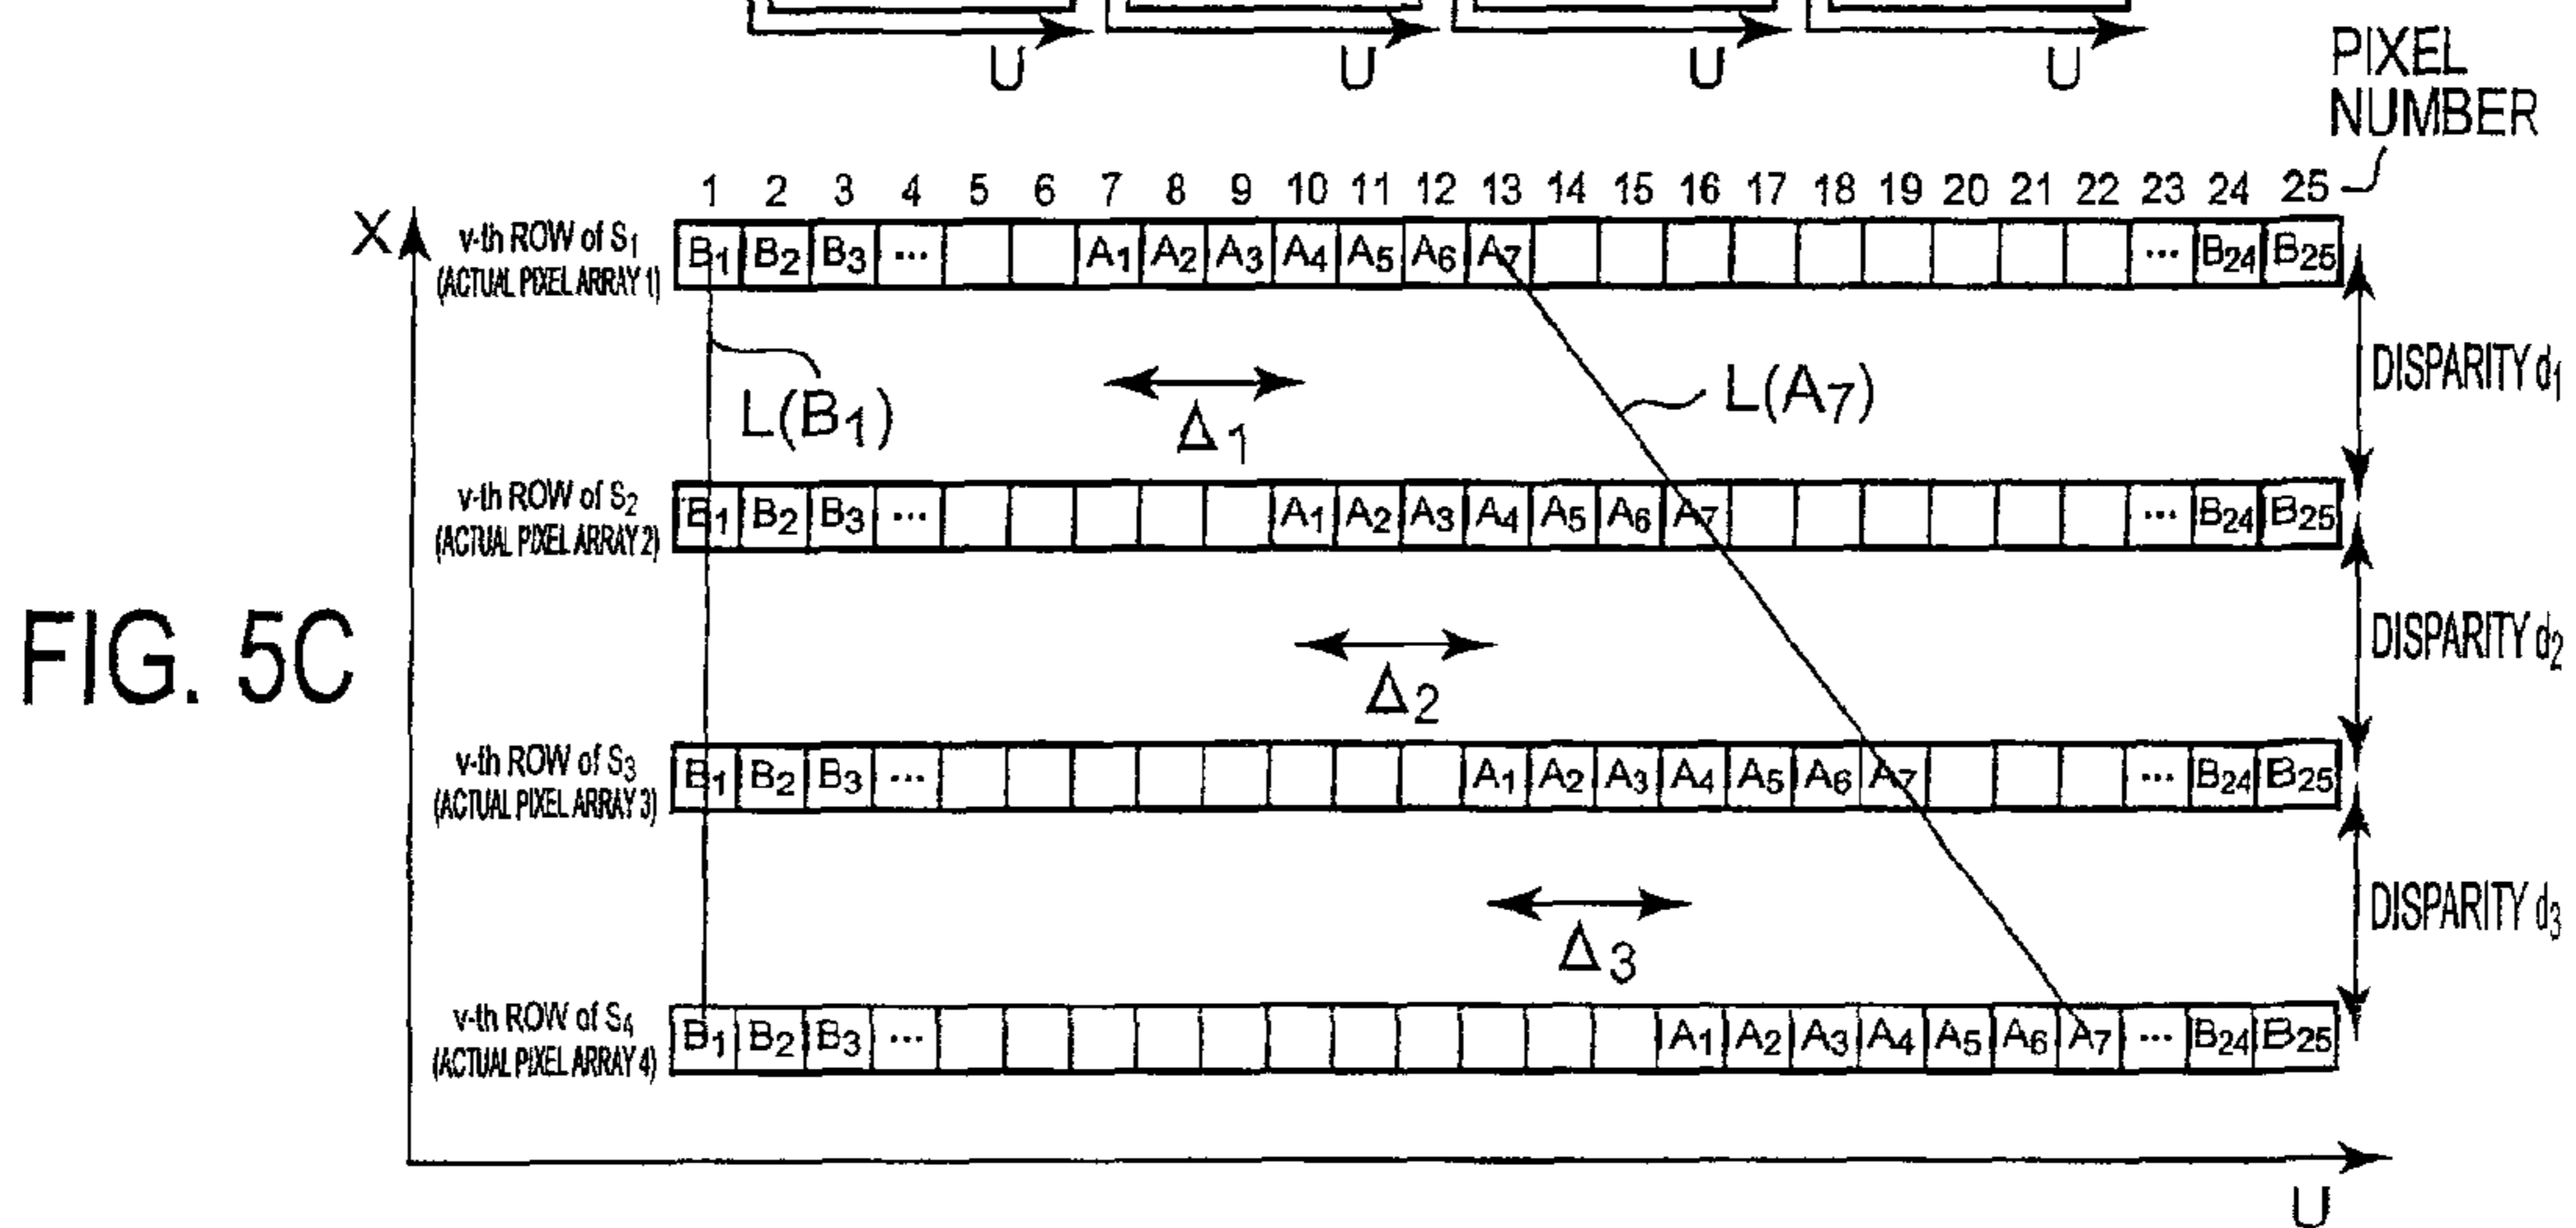 U U U U
PIXEL
NUMBER
1 2 3 4 5 6 7 8 9 10 11 12 13 14 15 16 17 18 19 20 21 22 23 24 25
X
v-th ROW of S1
(ACTUAL PIXEL ARRAY 1)
B1 B2 B3 ... A1 A2 A3 A4 A5 A6 A7 ... B24 B25
DISPARITY d1
L(B1)
Δ1
L(A7)
v-th ROW of S2
(ACTUAL PIXEL ARRAY 2)
B1 B2 B3 ... A1 A2 A3 A4 A5 A6 A7 ... B24 B25
FIG. 5C
Δ2
DISPARITY d2
v-th ROW of S3
(ACTUAL PIXEL ARRAY 3)
B1 B2 B3 ... A1 A2 A3 A4 A5 A6 A7 ... B24 B25
Δ3
DISPARITY d3
v-th ROW of S4
(ACTUAL PIXEL ARRAY 4)
B1 B2 B3 ... A1 A2 A3 A4 A5 A6 A7 ... B24 B25
U